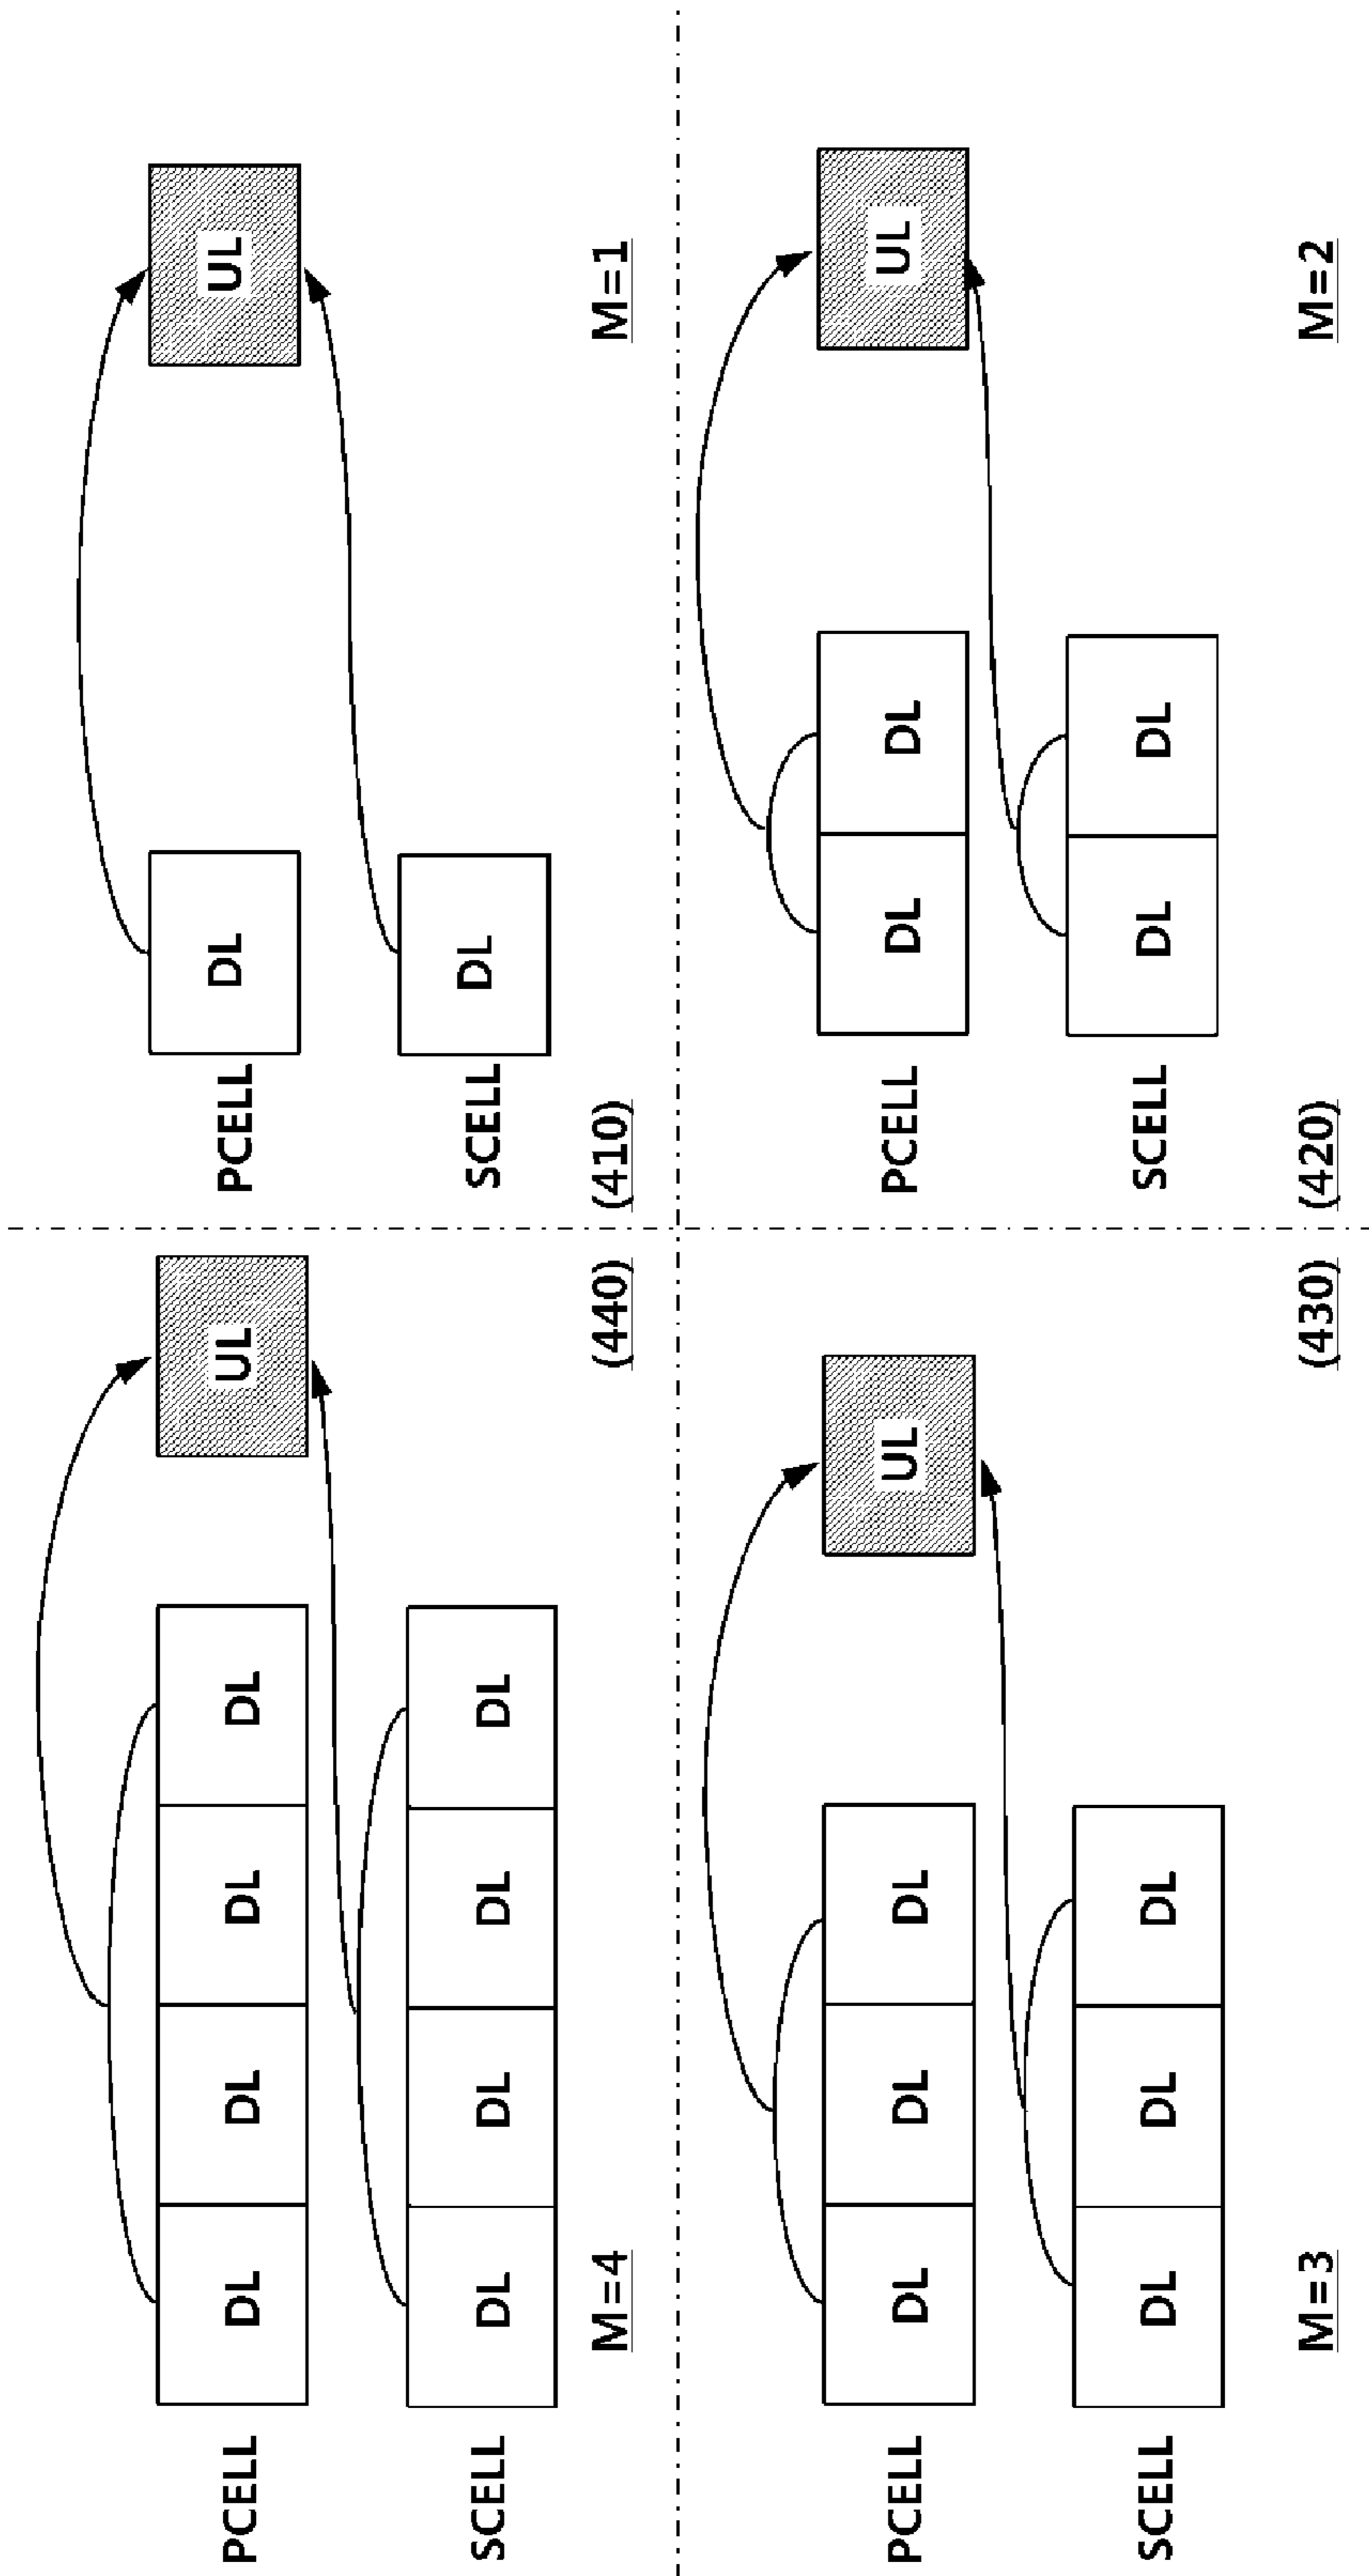 PCELL DL DL DL DL UL
SCELL DL DL DL DL
M=4 (440)
PCELL DL UL
SCELL DL
(410) M=1
PCELL DL DL DL UL
SCELL DL DL DL
M=3 (430)
PCELL DL DL UL
SCELL DL DL
(420) M=2